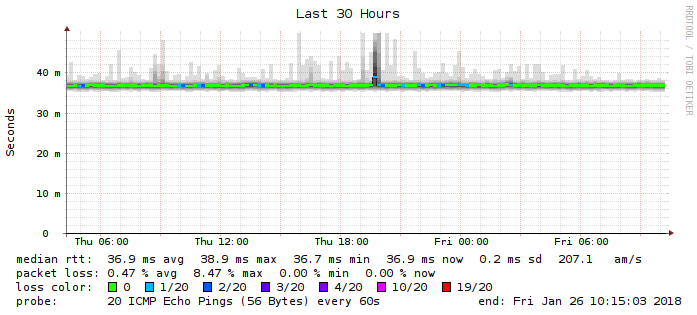 Last 30 Hours
RRDTOOL / TOBI OETIKER
Seconds
40 m
30 m
20 m
10 m
0
Thu 06:00 Thu 12:00 Thu 18:00 Fri 00:00 Fri 06:00
median rtt: 36.9 ms avg 38.9 ms max 36.7 ms min 36.9 ms now 0.2 ms sd 207.1 am/s
packet loss: 0.47 % avg 8.47 % max 0.00 % min 0.00 % now
loss color: 0 1/20 2/20 3/20 4/20 10/20 19/20
probe: 20 ICMP Echo Pings (56 Bytes) every 60s end: Fri Jan 26 10:15:03 2018